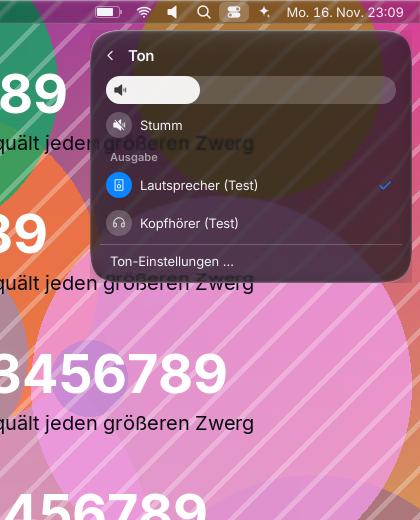 Mo. 16. Nov. 23:09
Ton
89
Stumm
quält jeden größeren Zwerg
Ausgabe
Lautsprecher (Test)
Kopfhörer (Test)
89
Ton-Einstellungen ...
quält jeden größeren Zwerg
3456789
quält jeden größeren Zwerg
456789